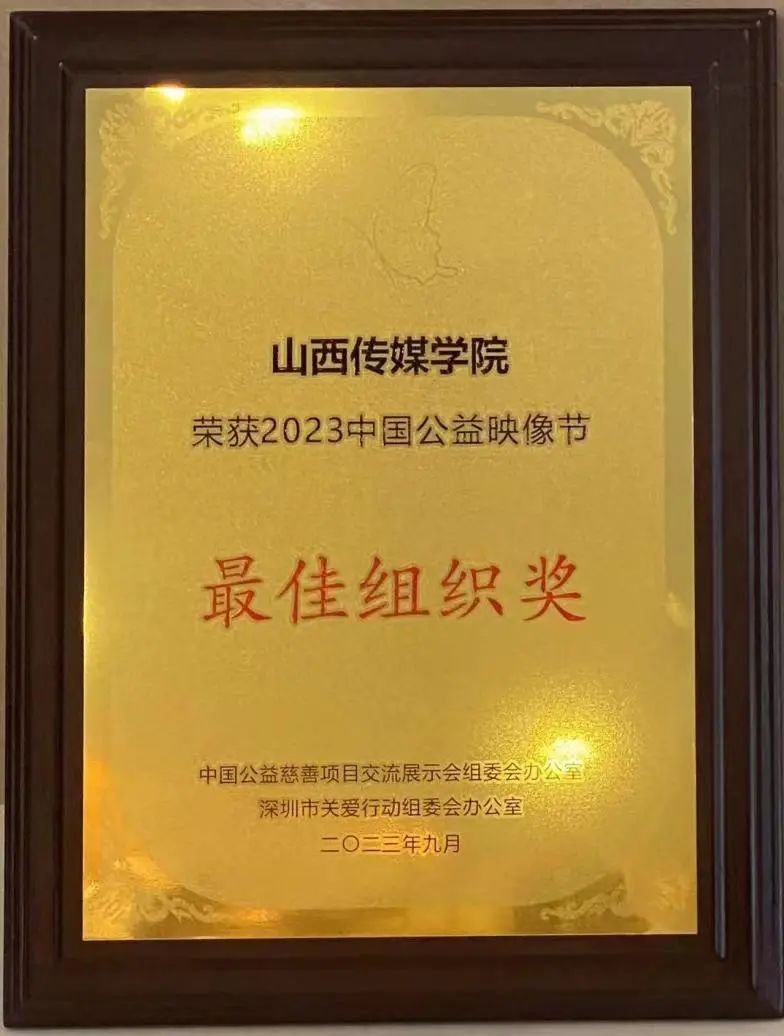 山西传媒学院
荣获2023中国公益映像节
最佳组织奖
中国公益慈善项目交流展示会组委会办公室
深圳市关爱行动组委会办公室
二〇二三年九月